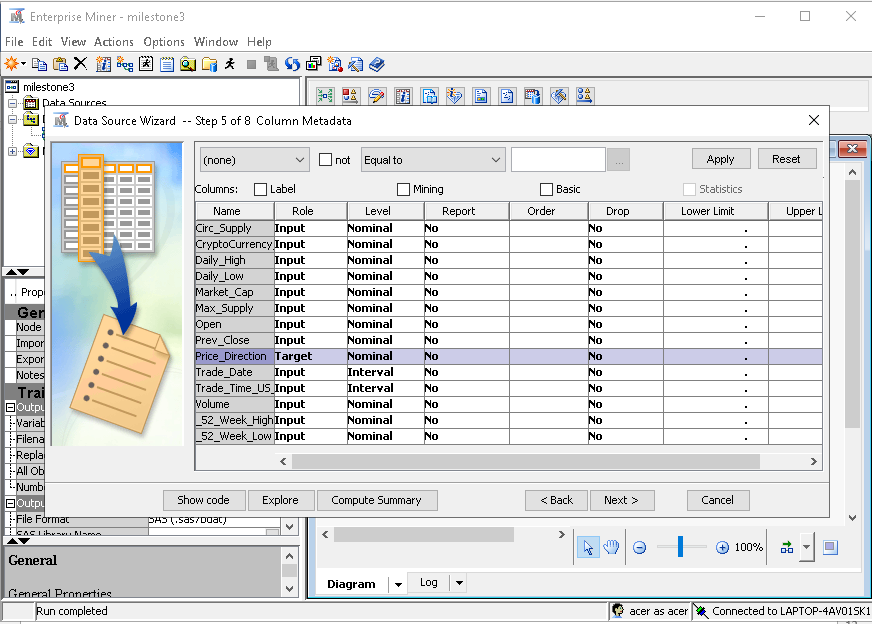 Enterprise Miner - milestone3
File Edit View Actions Options Window Help
milestone3
Data Sources
Data Source Wizard -- Step 5 of 8 Column Metadata
(none) not Equal to ... Apply Reset
Columns: Label Mining Basic Statistics
Name Role Level Report Order Drop Lower Limit Upper L
Circ_Supply Input Nominal No No .
CryptoCurrency_ Input Nominal No No .
Daily_High Input Nominal No No .
Daily_Low Input Nominal No No .
Market_Cap Input Nominal No No .
Max_Supply Input Nominal No No .
Open Input Nominal No No .
Prev_Close Input Nominal No No .
Price_Direction Target Nominal No No .
Trade_Date Input Interval No No .
Trade_Time_US_ Input Interval No No .
Volume Input Nominal No No .
_52_Week_High Input Nominal No No .
_52_Week_Low Input Nominal No No .
.. Prope
Gen
Node
Impor
Expor
Notes
Trai
Outpu
Variab
Filena
Repla
All Ob
Numb
Outpu
Show code Explore Compute Summary < Back Next > Cancel
File Format SAS (.sas7bdat)
SAS Library Name
100%
General
General Properties
Diagram Log
Run completed acer as acer Connected to LAPTOP-4AV01SK1